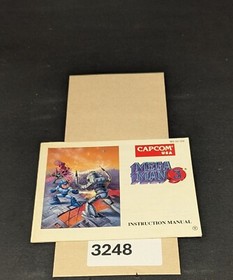 CAPCOM
USA
MEGA
MAN 3
INSTRUCTION MANUAL
3248